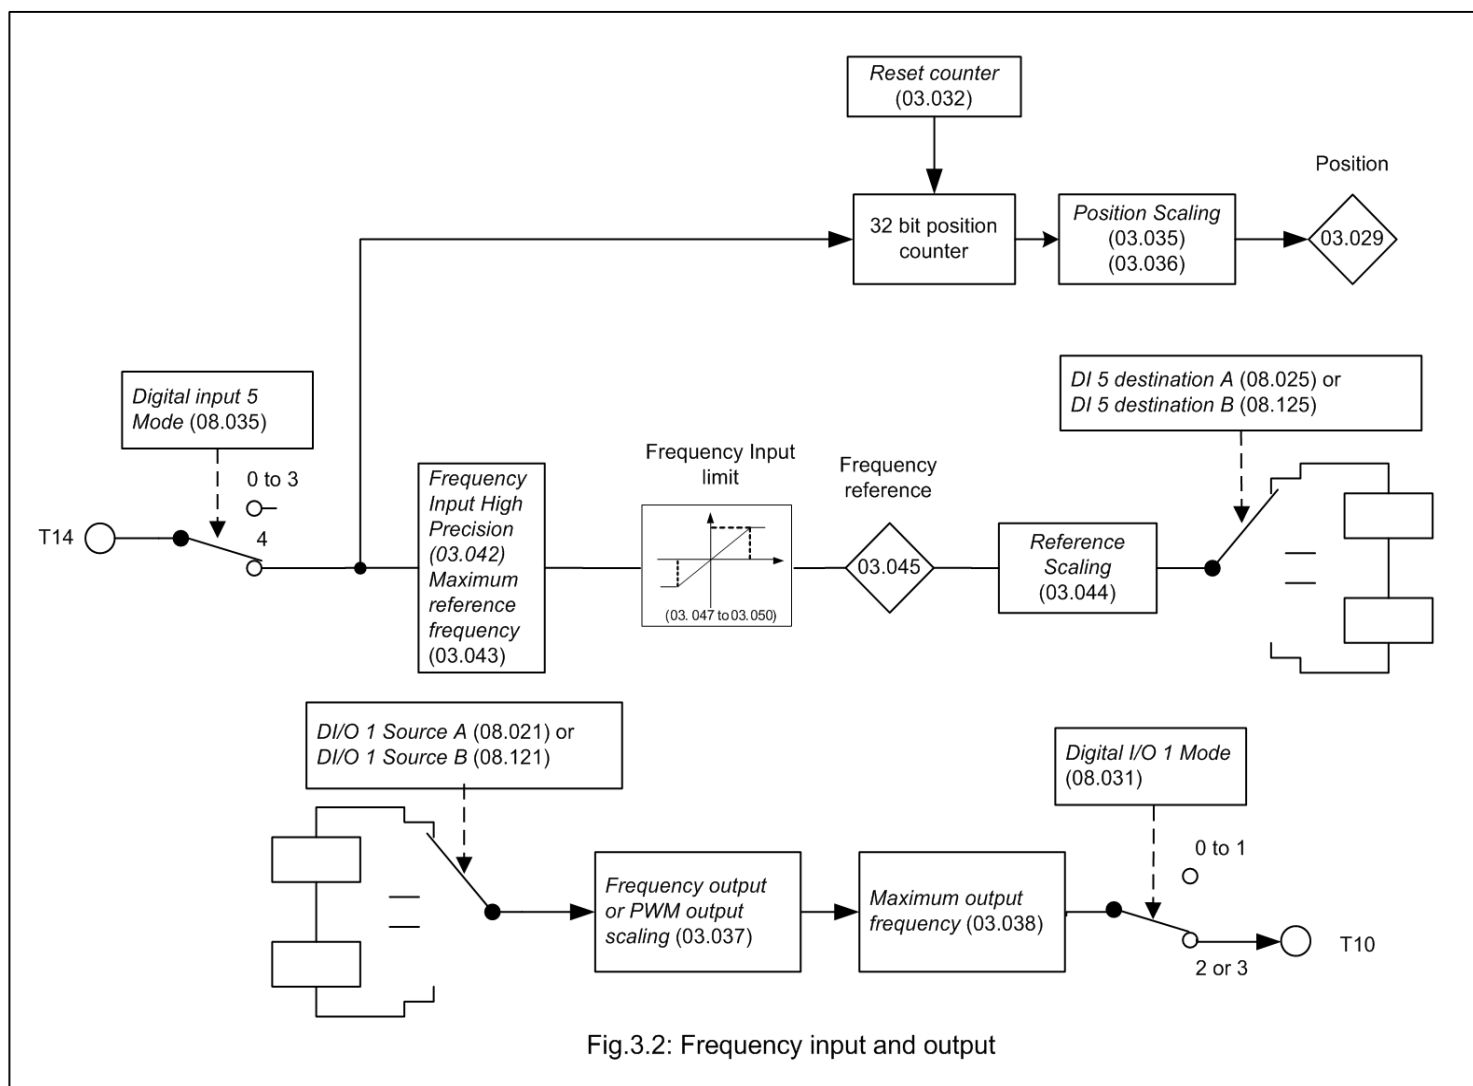 Reset counter
(03.032)
Position
32 bit position
counter
Position Scaling
(03.035)
(03.036)
03.029
Digital input 5
Mode (08.035)
DI 5 destination A (08.025) or
DI 5 destination B (08.125)
0 to 3
T14
4
Frequency
Input High
Precision
(03.042)
Maximum
reference
frequency
(03.043)
Frequency Input
limit
(03. 047 to 03.050)
Frequency
reference
03.045
Reference
Scaling
(03.044)
DI/O 1 Source A (08.021) or
DI/O 1 Source B (08.121)
Digital I/O 1 Mode
(08.031)
0 to 1
Frequency output
or PWM output
scaling (03.037)
Maximum output
frequency (03.038)
T10
2 or 3
Fig.3.2: Frequency input and output